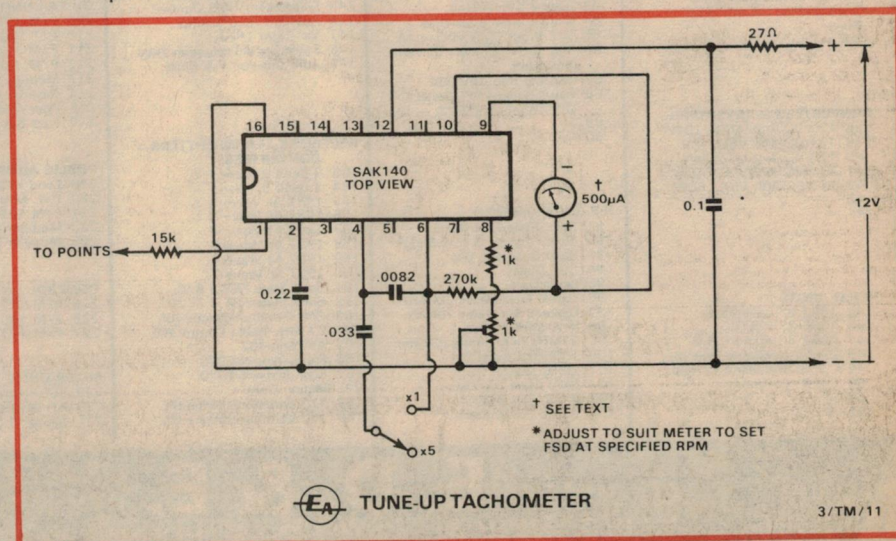 27Ω
+
16 15 14 13 12 11 10 9
SAK140
TOP VIEW
−
†
500µA
+
0.1
12V
1 2 3 4 5 6 7 8
TO POINTS
15k
*
1k
.0082
270k
0.22
.033
*
1k
−
x1
x5
† SEE TEXT
* ADJUST TO SUIT METER TO SET
FSD AT SPECIFIED RPM
EA TUNE-UP TACHOMETER
3/TM/11